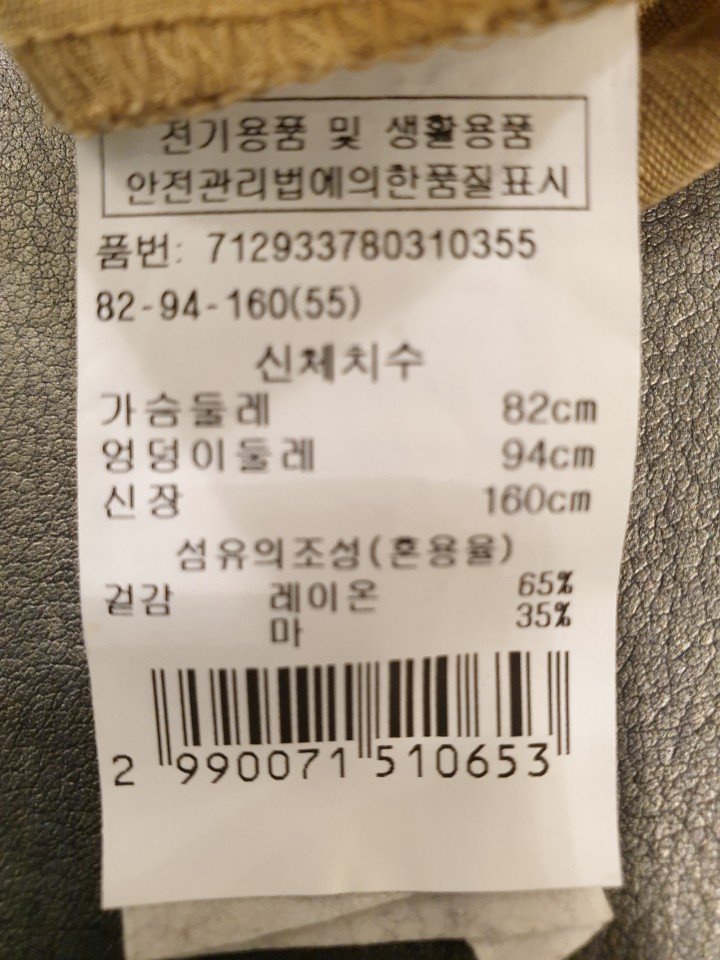 전기용품 및 생활용품
안전관리법에의한품질표시
품번: 712933780310355
82-94-160(55)
신체치수
가슴둘레 82cm
엉덩이둘레 94cm
신장 160cm
섬유의조성(혼용율)
겉감 레이온 65%
마 35%
2 990071 510653